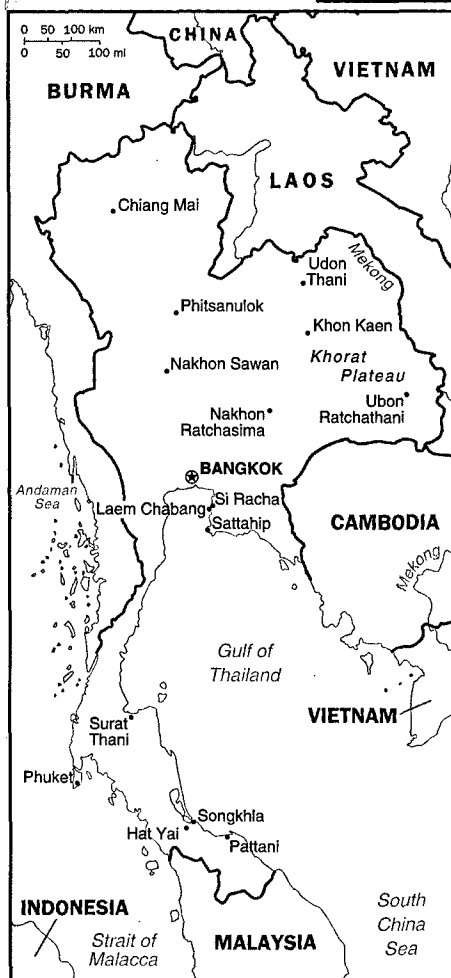 0 50 100 km
0 50 100 mi
CHINA
VIETNAM
BURMA
LAOS
Chiang Mai
Mekong
Udon
Thani
Phitsanulok
Khon Kaen
Khorat
Plateau
Nakhon Sawan
Ubon
Ratchathani
Nakhon
Ratchasima
BANGKOK
Andaman
Sea
Si Racha
Laem Chabang
Sattahip
CAMBODIA
Mekong
Gulf of
Thailand
VIETNAM
Surat
Thani
Phuket
Songkhla
Hat Yai
Pattani
INDONESIA
Strait of
Malacca
MALAYSIA
South
China
Sea